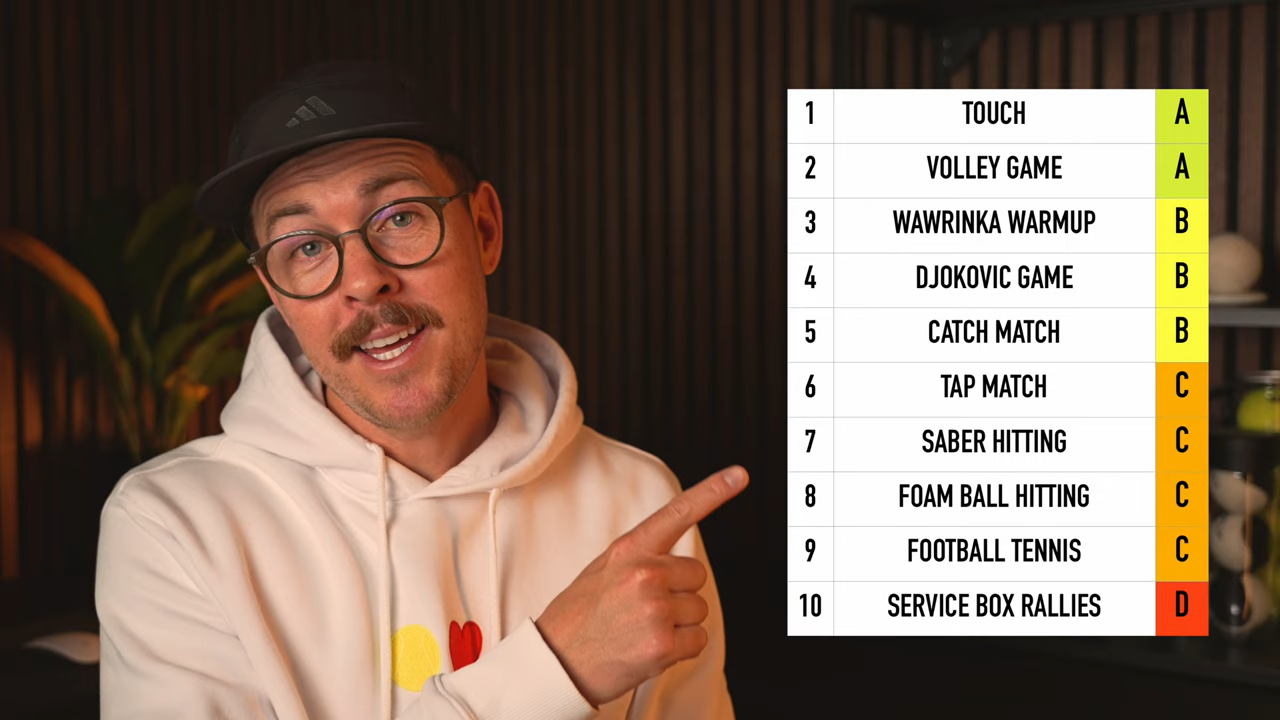 1 TOUCH A
2 VOLLEY GAME A
3 WAWRINKA WARMUP B
4 DJOKOVIC GAME B
5 CATCH MATCH B
6 TAP MATCH C
7 SABER HITTING C
8 FOAM BALL HITTING C
9 FOOTBALL TENNIS C
10 SERVICE BOX RALLIES D